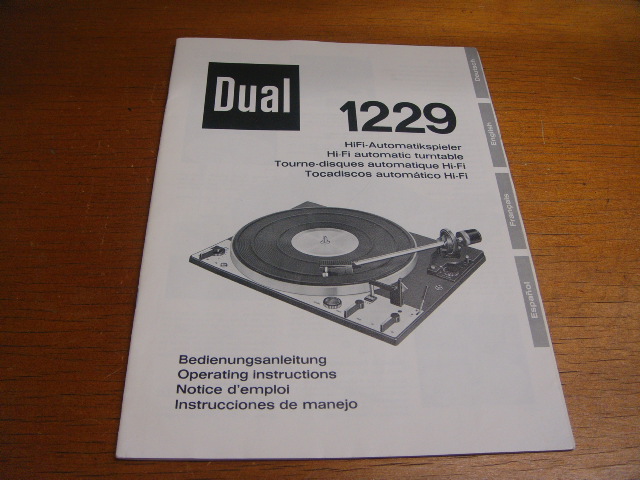 Dual
1229
HiFi-Automatikspieler
Hi-Fi automatic turntable
Tourne-disques automatique Hi-Fi
Tocadiscos automático Hi-Fi
Deutsch
English
Français
Español
Bedienungsanleitung
Operating instructions
Notice d'emploi
Instrucciones de manejo